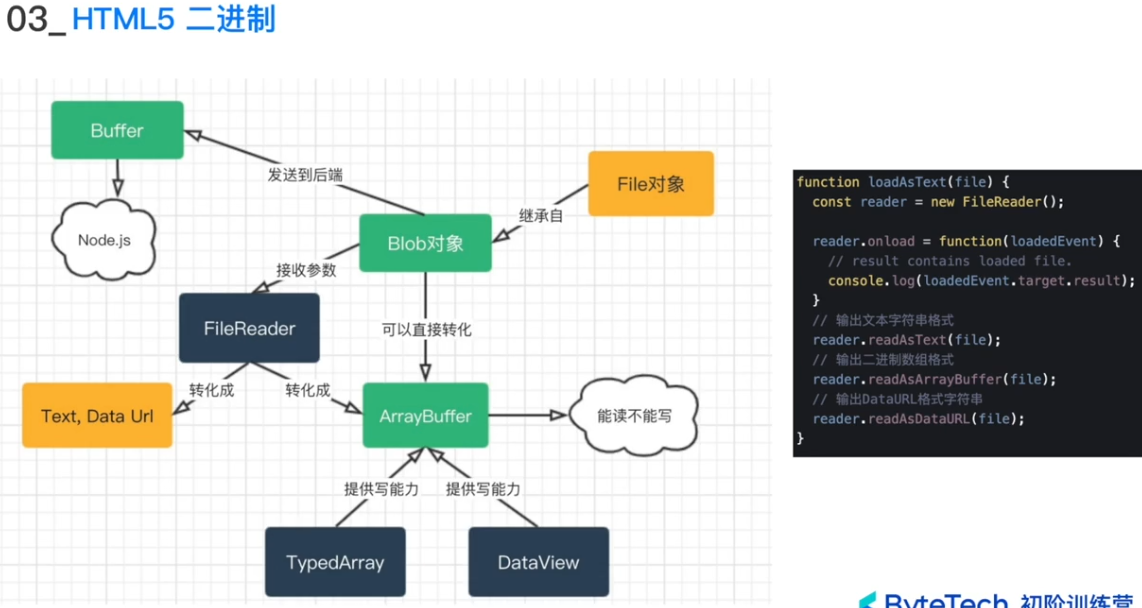 03_ HTML5 二进制
Buffer
发送到后端
File对象
Node.js
继承自
Blob对象
接收参数
FileReader
可以直接转化
转化成
转化成
Text, Data Url
ArrayBuffer
能读不能写
提供写能力
提供写能力
TypedArray
DataView
function loadAsText(file) {
const reader = new FileReader();
reader.onload = function(loadedEvent) {
// result contains loaded file.
console.log(loadedEvent.target.result);
}
// 输出文本字符串格式
reader.readAsText(file);
// 输出二进制数组格式
reader.readAsArrayBuffer(file);
// 输出DataURL格式字符串
reader.readAsDataURL(file);
}
ByteTech 初阶训练营